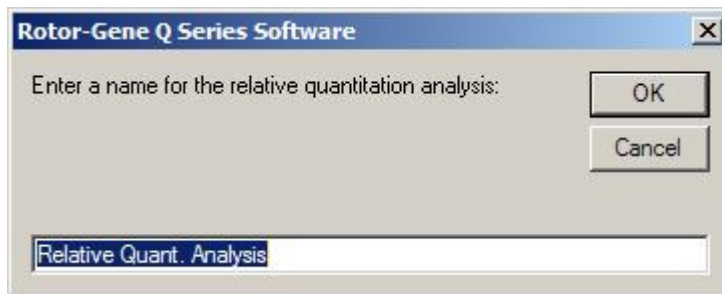 Rotor-Gene Q Series Software
Enter a name for the relative quantitation analysis:
OK
Cancel
Relative Quant. Analysis